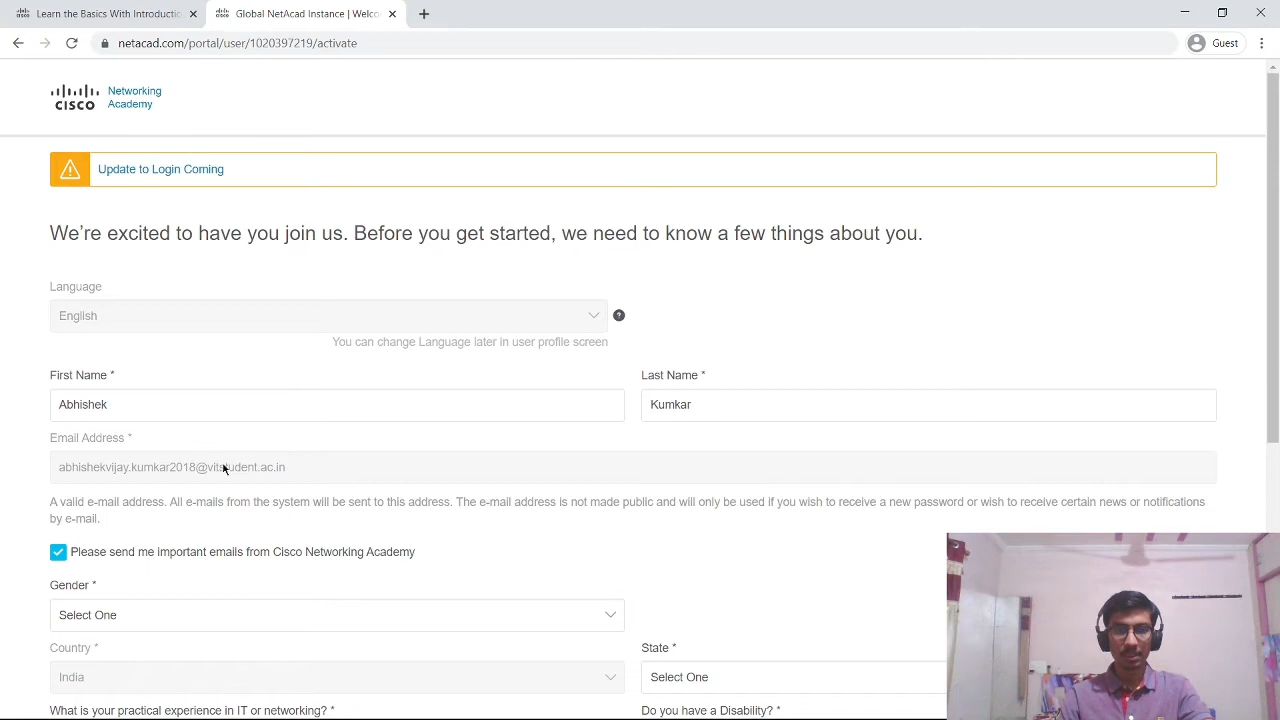 Learn the Basics With Introductio
Global NetAcad Instance | Welco
netacad.com/portal/user/1020397219/activate
Guest
CISCO
Networking
Academy
Update to Login Coming
We're excited to have you join us. Before you get started, we need to know a few things about you.
Language
English
You can change Language later in user profile screen
First Name *
Last Name *
Abhishek
Kumkar
Email Address *
abhishekvijay.kumkar2018@vitstudent.ac.in
A valid e-mail address. All e-mails from the system will be sent to this address. The e-mail address is not made public and will only be used if you wish to receive a new password or wish to receive certain news or notifications
by e-mail.
Please send me important emails from Cisco Networking Academy
Gender *
Select One
Country *
State *
India
Select One
What is your practical experience in IT or networking? *
Do you have a Disability? *